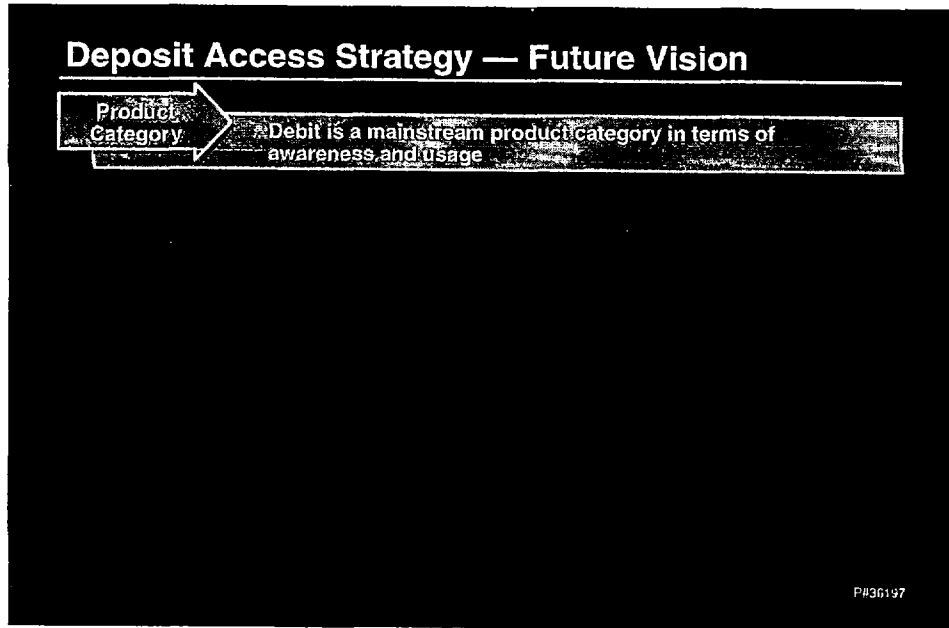 Deposit Access Strategy — Future Vision
Product
Category
Debit is a mainstream product category in terms of
awareness and usage
P#36197